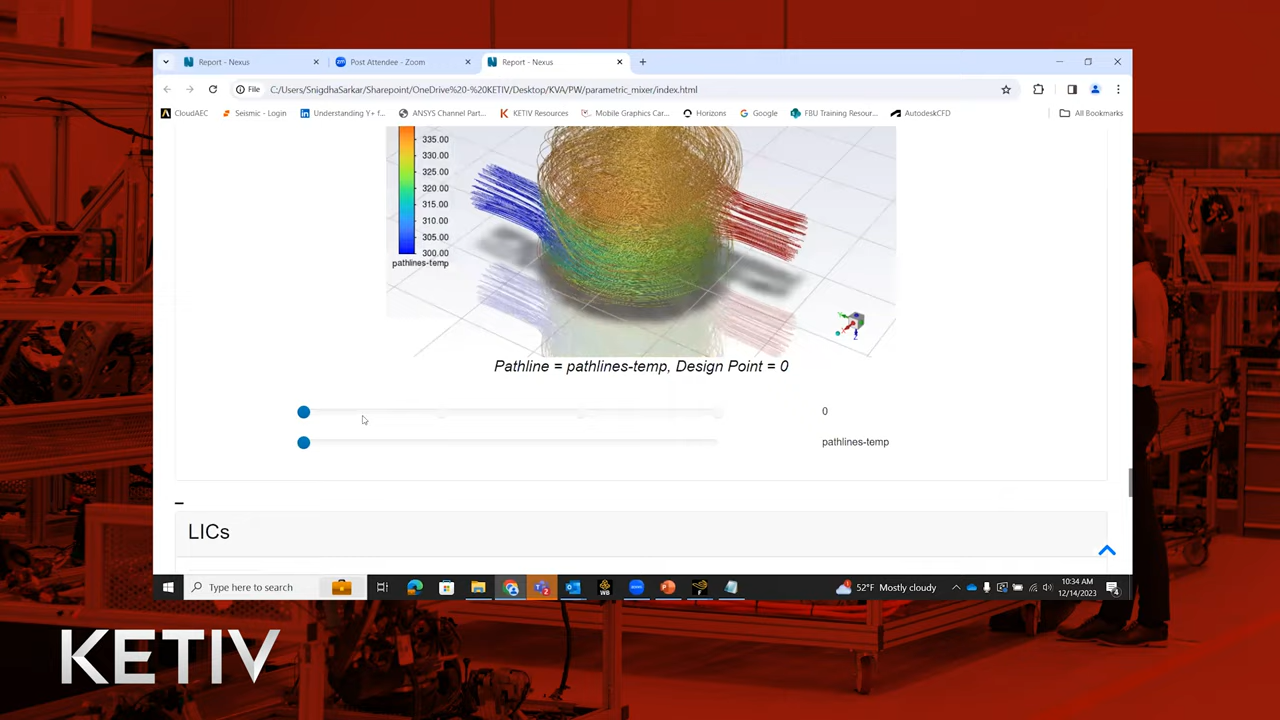 Report - Nexus
Post Attendee - Zoom
Report - Nexus
File
C:/Users/SnigdhaSarkar/Sharepoint/OneDrive%20-%20KETIV/Desktop/KVA/PW/parametric_mixer/index.html
CloudAEC
Seismic - Login
Understanding Y+ f...
ANSYS Channel Part...
KETIV Resources
Mobile Graphics Car...
Horizons
Google
FBU Training Resour...
AutodeskCFD
All Bookmarks
335.00
330.00
325.00
320.00
315.00
310.00
305.00
300.00
pathlines-temp
Pathline = pathlines-temp, Design Point = 0
0
pathlines-temp
LICs
Type here to search
52°F Mostly cloudy
10:34 AM
12/14/2023
KETIV